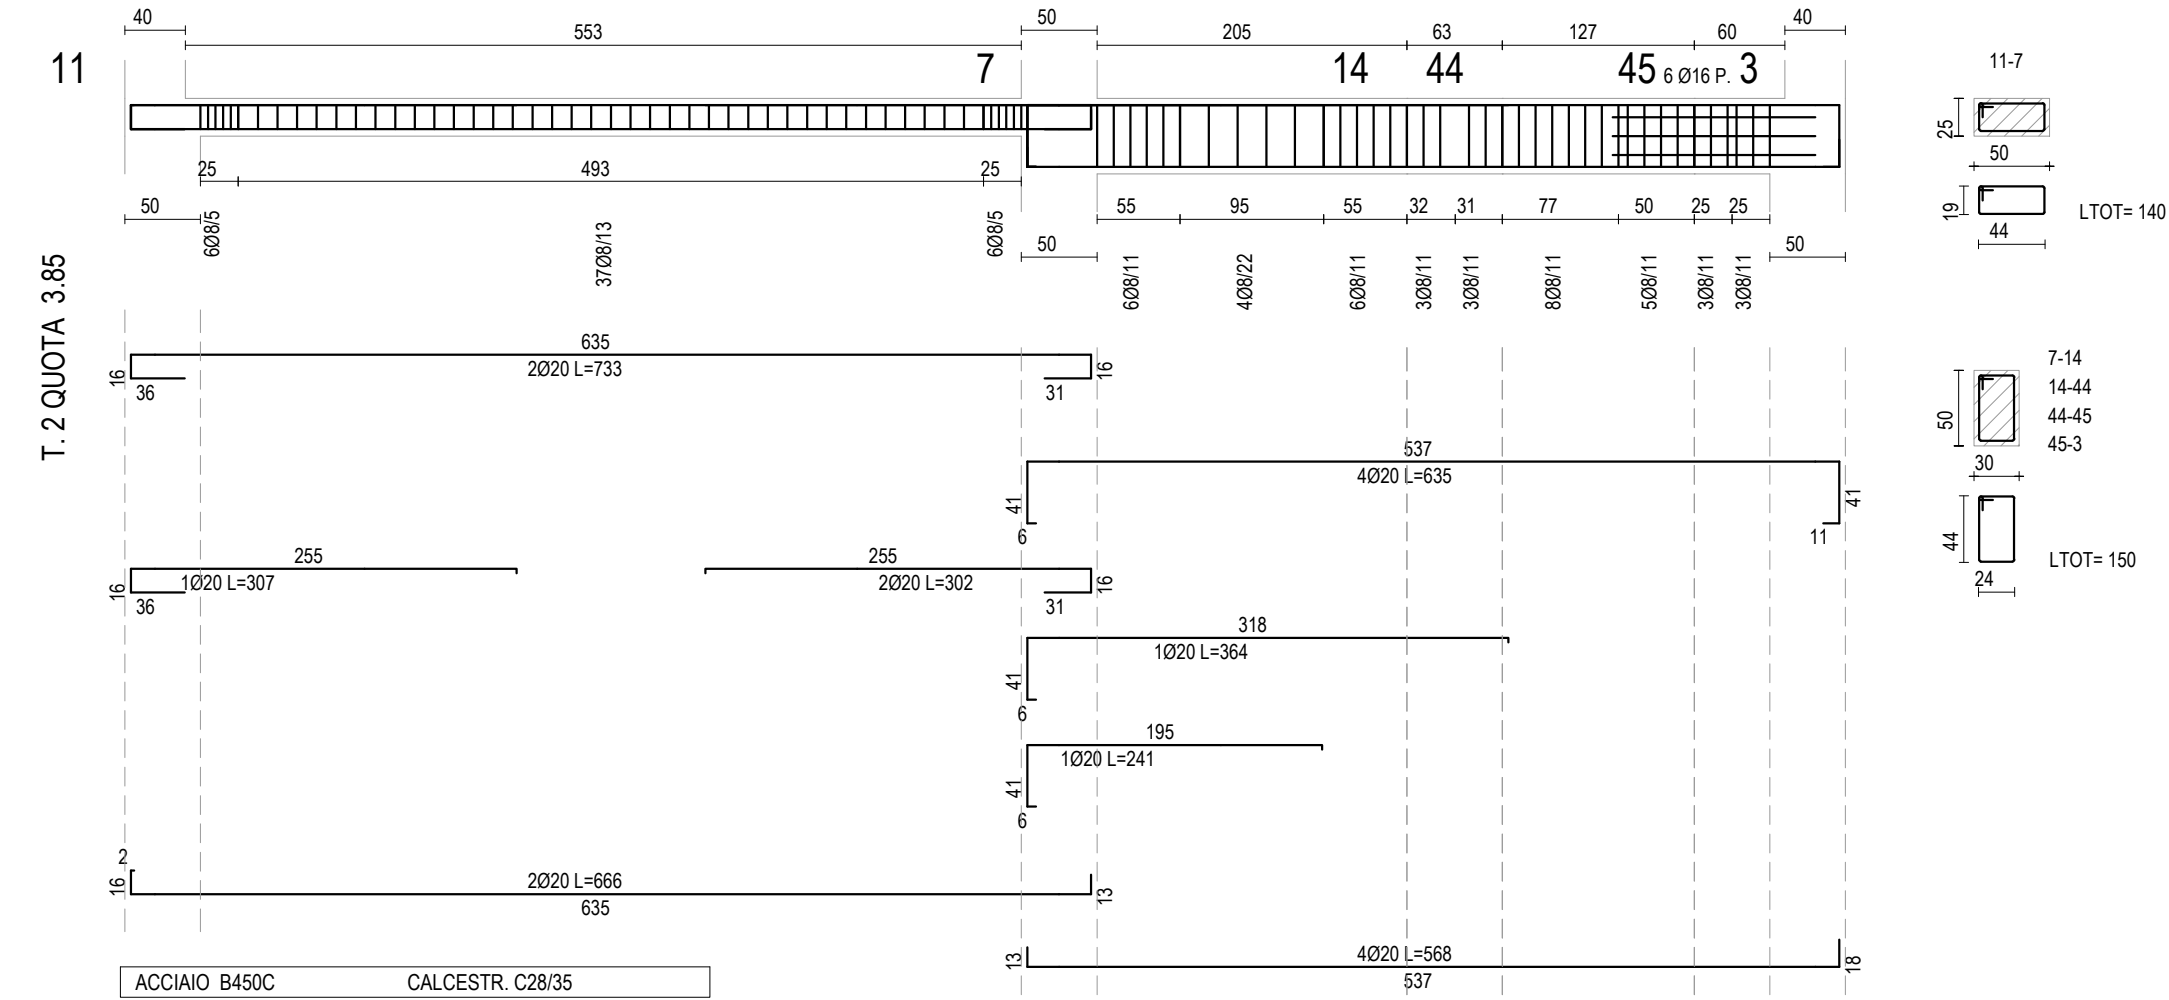 40
50
40
553
205
63
127
60
11
7
14
44
45
6 Ø16 P.
3
11-7
25
50
19
44
LTOT= 140
25
493
25
50
6Ø8/5
37Ø8/13
6Ø8/5
50
55
95
55
32
31
77
50
25
25
50
6Ø8/11
4Ø8/22
6Ø8/11
3Ø8/11
3Ø8/11
8Ø8/11
5Ø8/11
3Ø8/11
3Ø8/11
T. 2 QUOTA 3.85
635
2Ø20 L=733
16
36
31
16
7-14
14-44
44-45
45-3
50
30
44
24
LTOT= 150
537
4Ø20 L=635
41
6
11
41
255
1Ø20 L=307
16
36
255
2Ø20 L=302
31
16
318
1Ø20 L=364
41
6
195
1Ø20 L=241
41
6
2
16
2Ø20 L=666
635
13
13
4Ø20 L=568
537
18
ACCIAIO B450C CALCESTR. C28/35